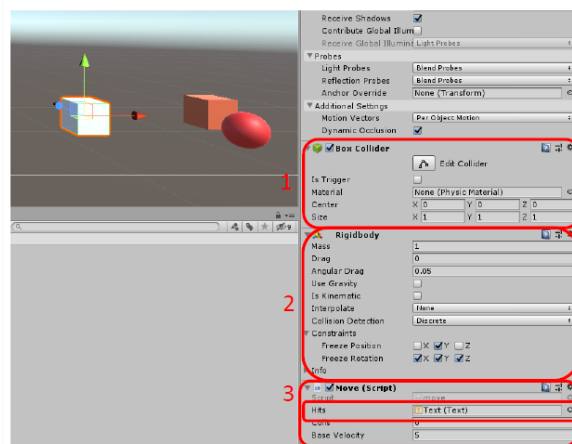 Receive Shadows
Contribute Global Illum
Receive Global Illumin Light Probes
Probes
Light Probes Blend Probes
Reflection Probes Blend Probes
Anchor Override None (Transform)
Additional Settings
Motion Vectors Per Object Motion
Dynamic Occlusion
1
Box Collider
Edit Collider
Is Trigger
Material None (Physic Material)
Center X 0 Y 0 Z 0
Size X 1 Y 1 Z 1
9
2
Rigidbody
Mass 1
Drag 0
Angular Drag 0.05
Use Gravity
Is Kinematic
Interpolate None
Collision Detection Discrete
Constraints
Freeze Position X Y Z
Freeze Rotation X Y Z
Info
3
Move (Script)
Script move
Hits Text (Text)
0
Base Velocity 5